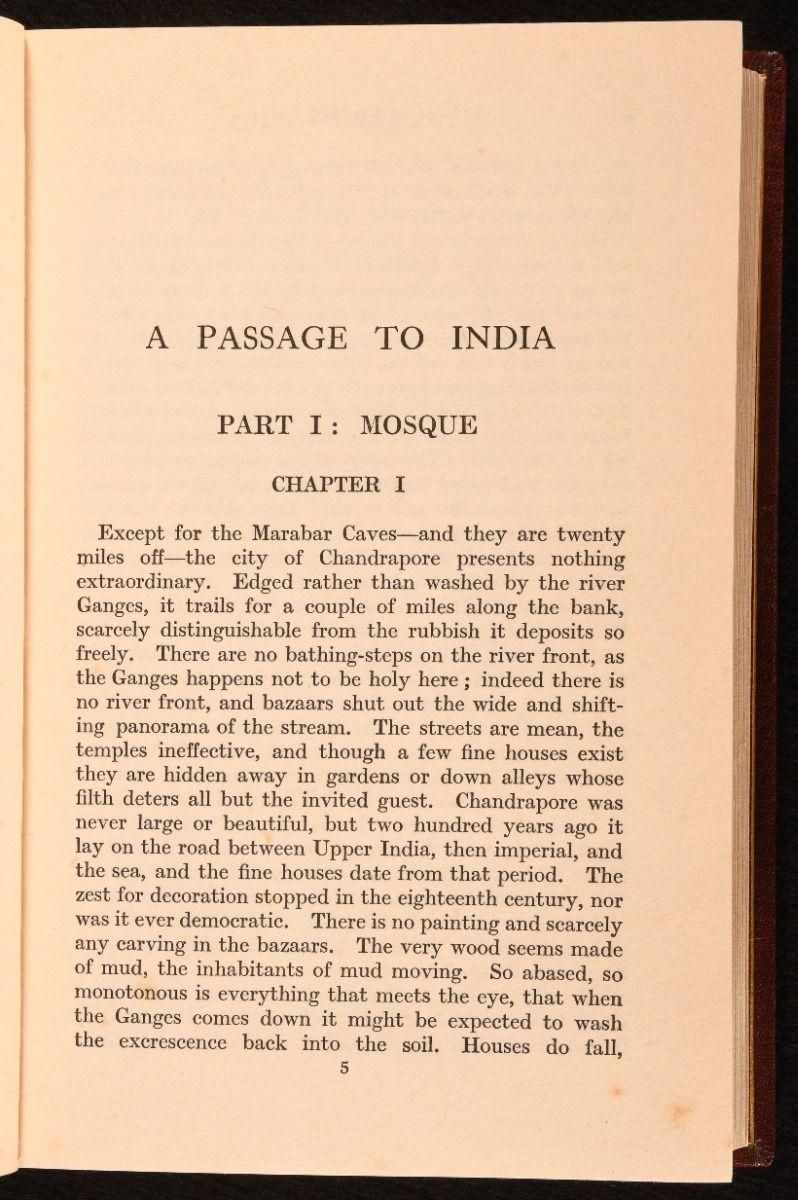 A PASSAGE TO INDIA
PART I : MOSQUE
CHAPTER I
Except for the Marabar Caves—and they are twenty
miles off—the city of Chandrapore presents nothing
extraordinary. Edged rather than washed by the river
Ganges, it trails for a couple of miles along the bank,
scarcely distinguishable from the rubbish it deposits so
freely. There are no bathing-steps on the river front, as
the Ganges happens not to be holy here ; indeed there is
no river front, and bazaars shut out the wide and shift-
ing panorama of the stream. The streets are mean, the
temples ineffective, and though a few fine houses exist
they are hidden away in gardens or down alleys whose
filth deters all but the invited guest. Chandrapore was
never large or beautiful, but two hundred years ago it
lay on the road between Upper India, then imperial, and
the sea, and the fine houses date from that period. The
zest for decoration stopped in the eighteenth century, nor
was it ever democratic. There is no painting and scarcely
any carving in the bazaars. The very wood seems made
of mud, the inhabitants of mud moving. So abased, so
monotonous is everything that meets the eye, that when
the Ganges comes down it might be expected to wash
the excrescence back into the soil. Houses do fall,
5